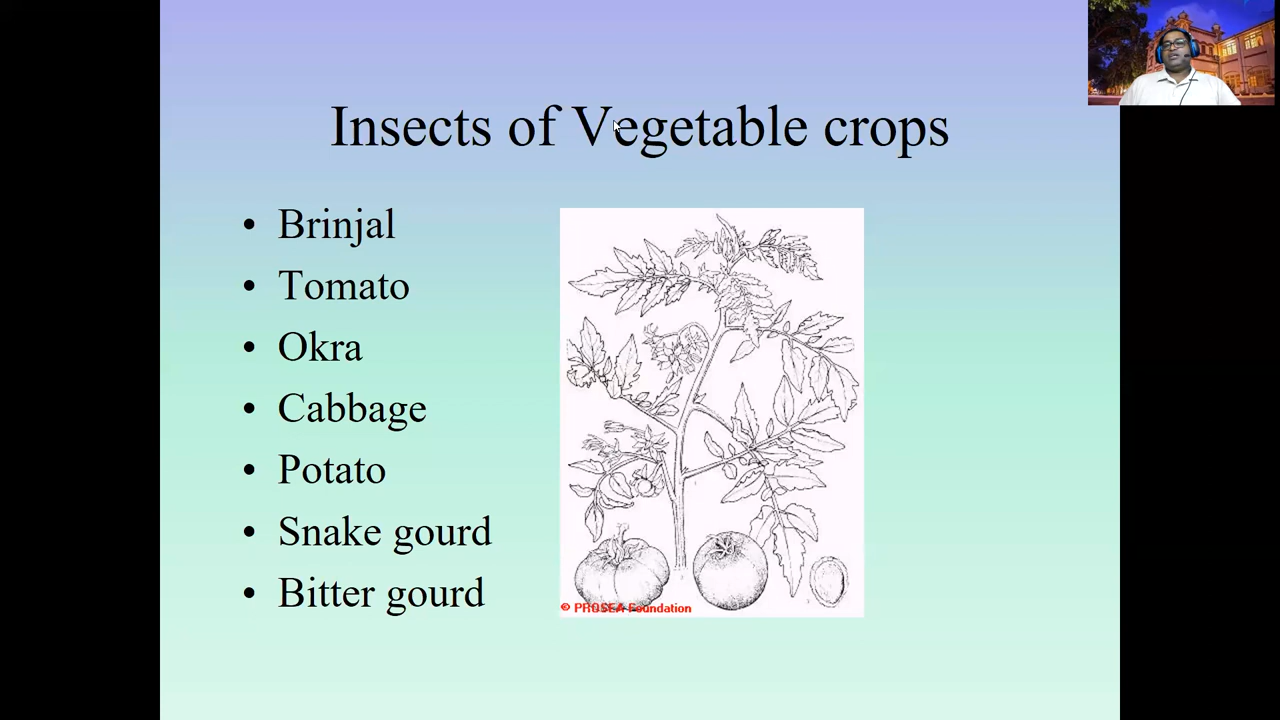 Insects of Vegetable crops
• Brinjal
• Tomato
• Okra
• Cabbage
• Potato
• Snake gourd
• Bitter gourd
© PROSEA Foundation